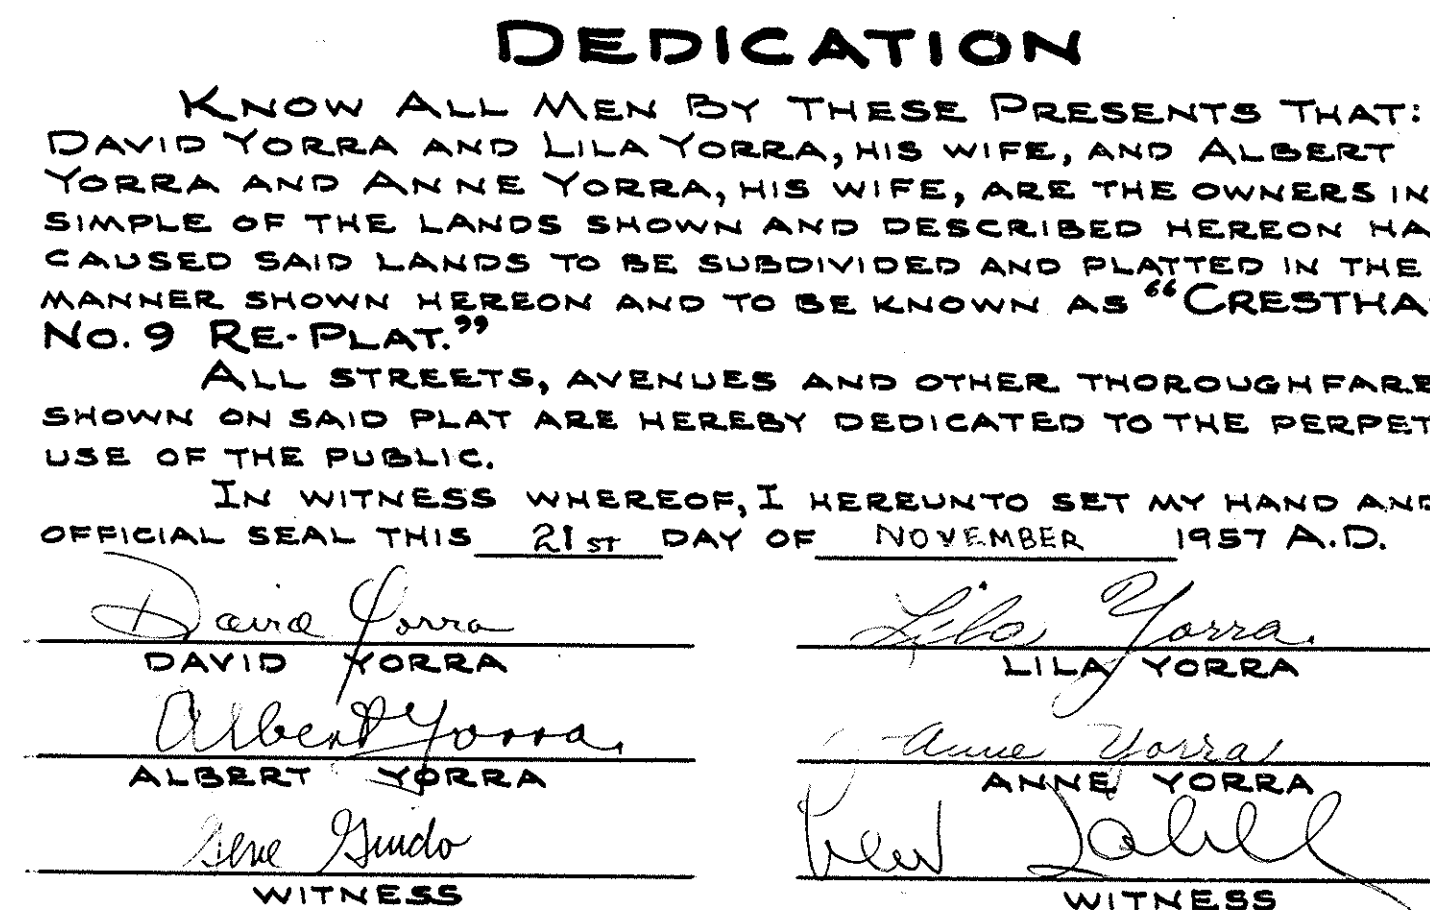 DEDICATION
KNOW ALL MEN BY THESE PRESENTS THAT:
DAVID YORRA AND LILA YORRA, HIS WIFE, AND ALBERT
YORRA AND ANNE YORRA, HIS WIFE, ARE THE OWNERS IN
SIMPLE OF THE LANDS SHOWN AND DESCRIBED HEREON HA
CAUSED SAID LANDS TO BE SUBDIVIDED AND PLATTED IN THE
MANNER SHOWN HEREON AND TO BE KNOWN AS "CRESTHA
NO. 9 RE-PLAT."
ALL STREETS, AVENUES AND OTHER THOROUGHFARE
SHOWN ON SAID PLAT ARE HEREBY DEDICATED TO THE PERPET
USE OF THE PUBLIC.
IN WITNESS WHEREOF, I HEREUNTO SET MY HAND AND
OFFICIAL SEAL THIS 21ST DAY OF NOVEMBER 1957 A.D.
David Yorra Lila Yorra
DAVID YORRA LILA YORRA
Albert Yorra Anne Yorra
ALBERT YORRA ANNE YORRA
Gene Guido
WITNESS WITNESS